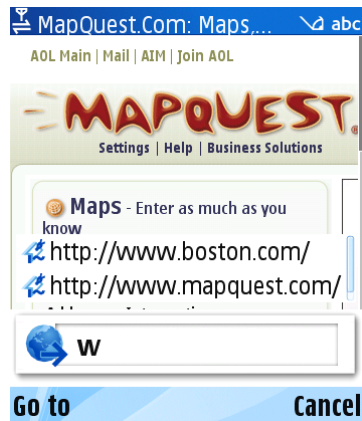 MapQuest.Com: Maps,... abc
AOL Main | Mail | AIM | Join AOL
MAPQUEST.
Settings | Help | Business Solutions
Maps - Enter as much as you
know
http://www.boston.com/
http://www.mapquest.com/
w
Go to Cancel